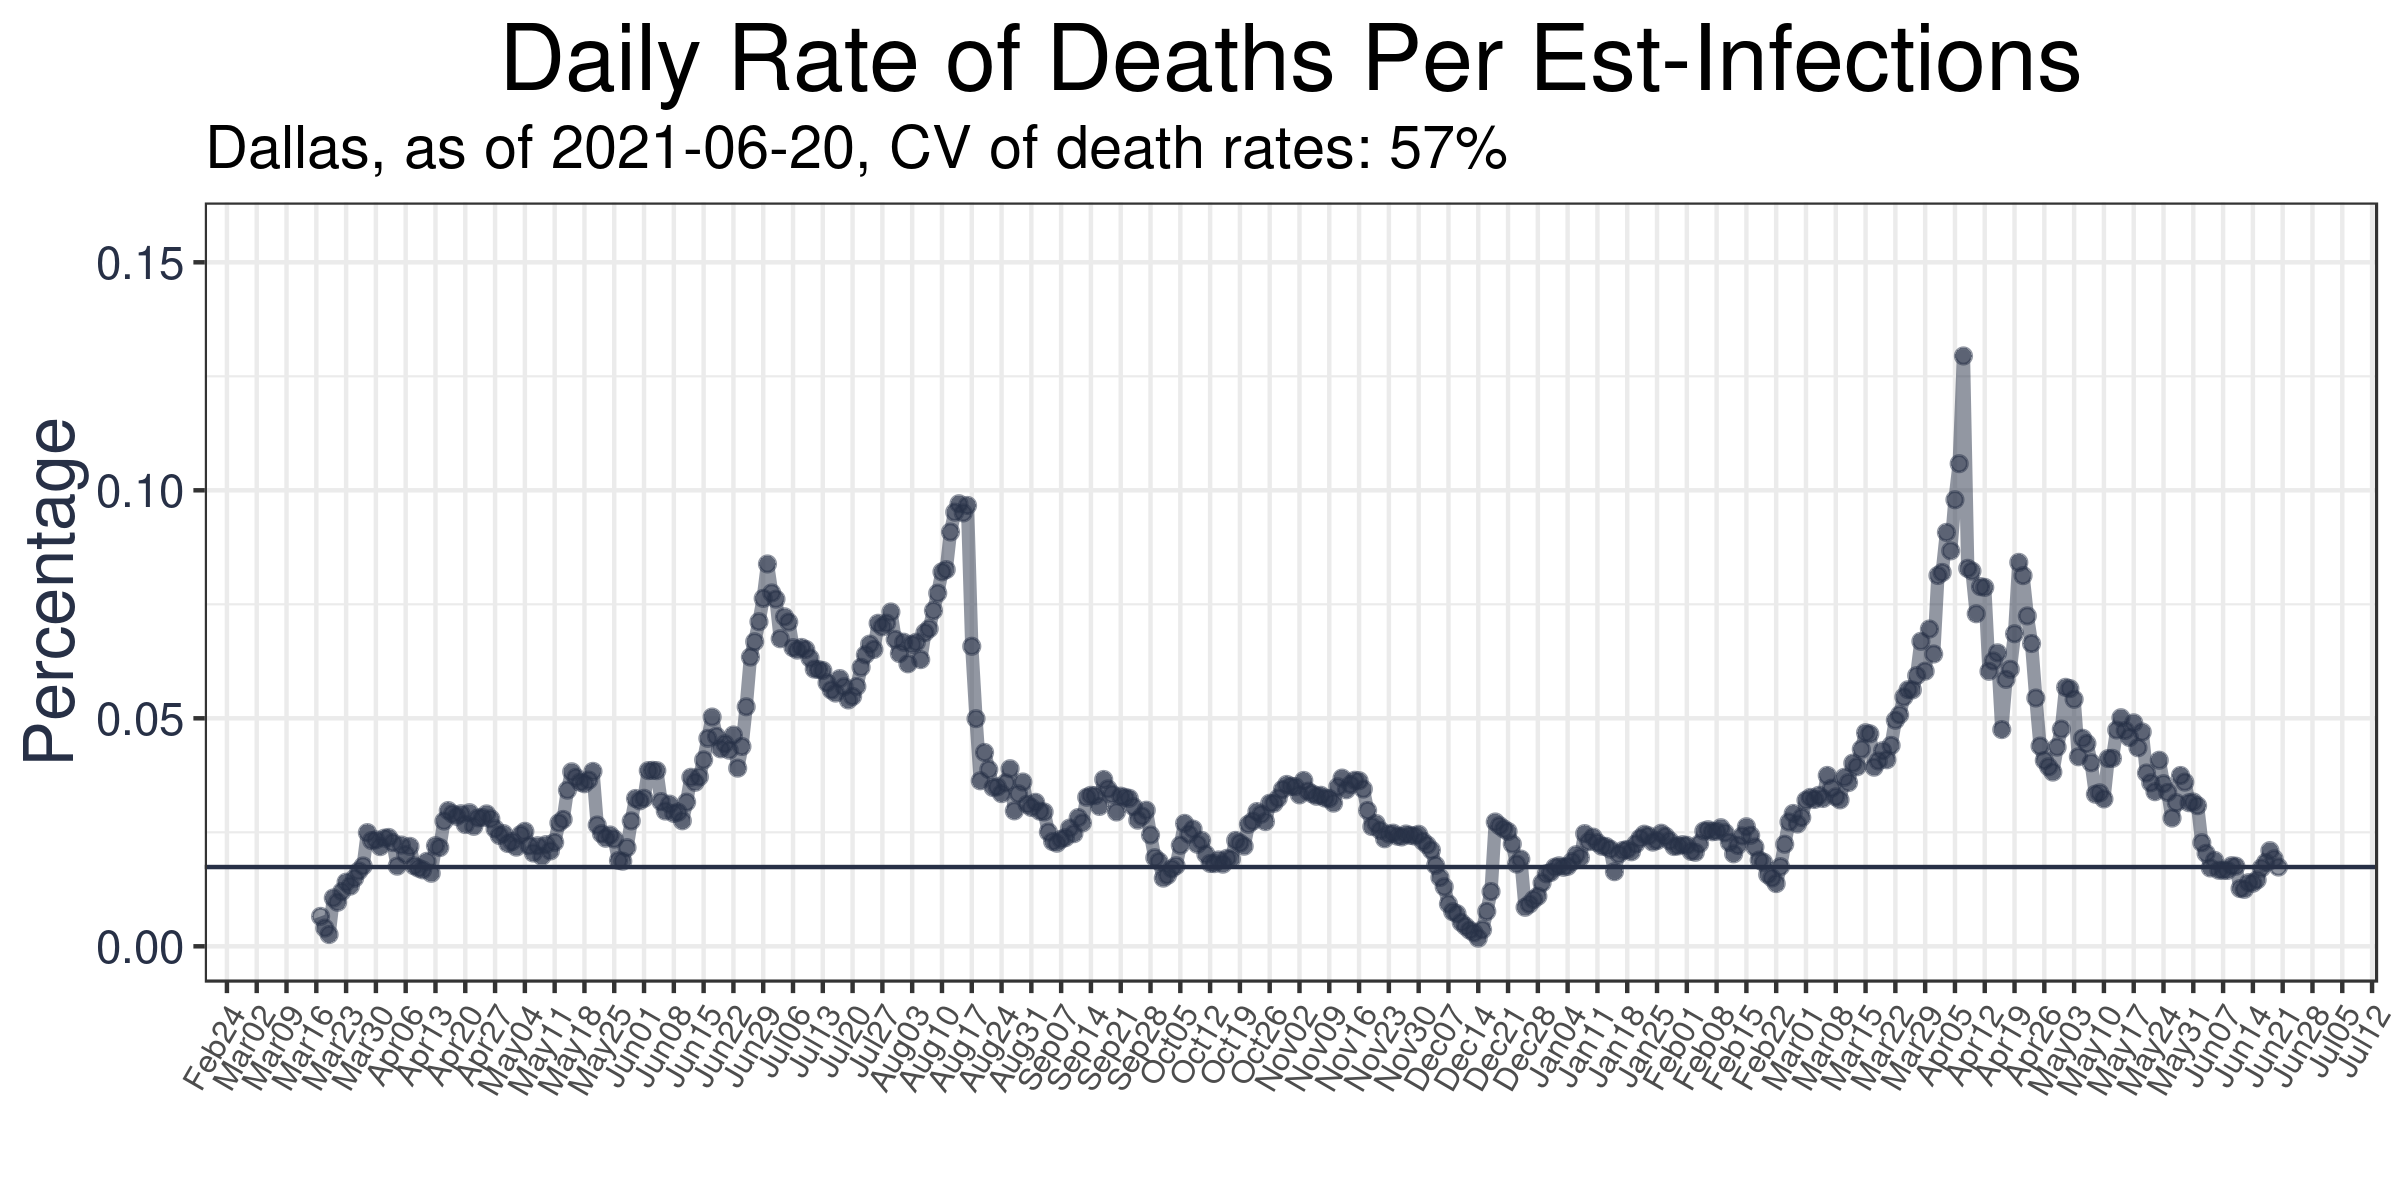 Daily Rate of Deaths Per Est-Infections
Dallas, as of 2021-06-20, CV of death rates: 57%
Percentage
0.15
0.10
0.05
0.00
Feb24
Mar02
Mar09
Mar16
Mar23
Mar30
Apr06
Apr13
Apr20
Apr27
May04
May11
May18
May25
Jun01
Jun08
Jun15
Jun22
Jun29
Jul06
Jul13
Jul20
Jul27
Aug03
Aug10
Aug17
Aug24
Aug31
Sep07
Sep14
Sep21
Sep28
Oct05
Oct12
Oct19
Oct26
Nov02
Nov09
Nov16
Nov23
Nov30
Dec07
Dec14
Dec21
Dec28
Jan04
Jan11
Jan18
Jan25
Feb01
Feb08
Feb15
Feb22
Mar01
Mar08
Mar15
Mar22
Mar29
Apr05
Apr12
Apr19
Apr26
May03
May10
May17
May24
May31
Jun07
Jun14
Jun21
Jun28
Jul05
Jul12